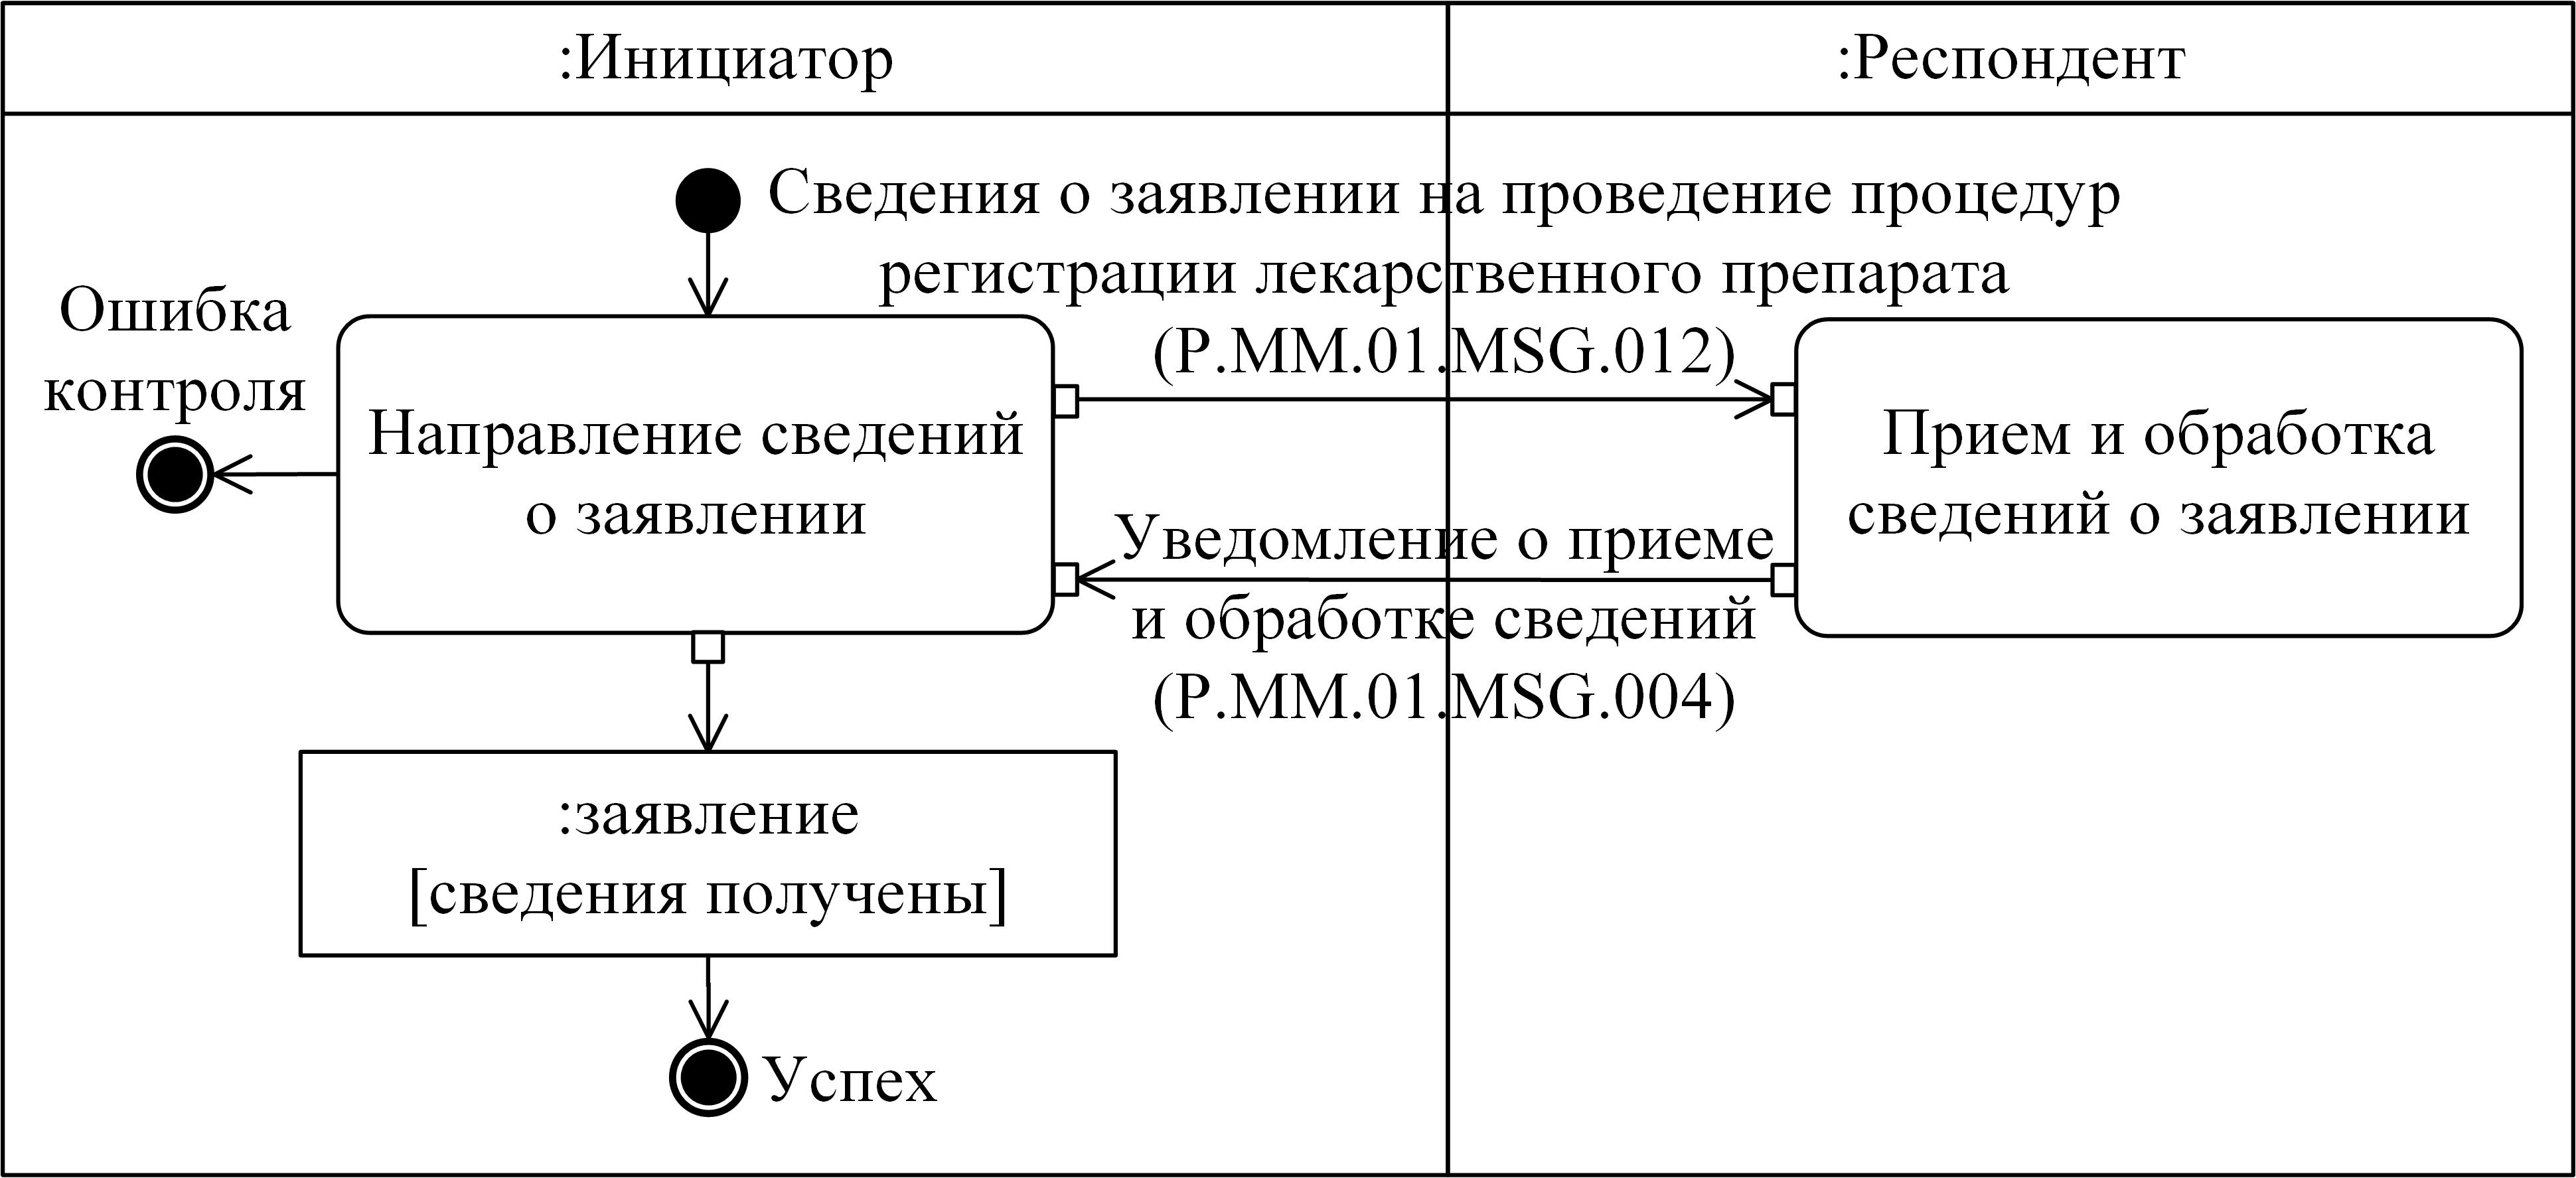 :Инициатор
:Респондент
Сведения о заявлении на проведение процедур
регистрации лекарственного препарата
(P.MM.01.MSG.012)
Ошибка
контроля
Направление сведений
о заявлении
Прием и обработка
сведений о заявлении
Уведомление о приеме
и обработке сведений
(P.MM.01.MSG.004)
:заявление
[сведения получены]
Успех